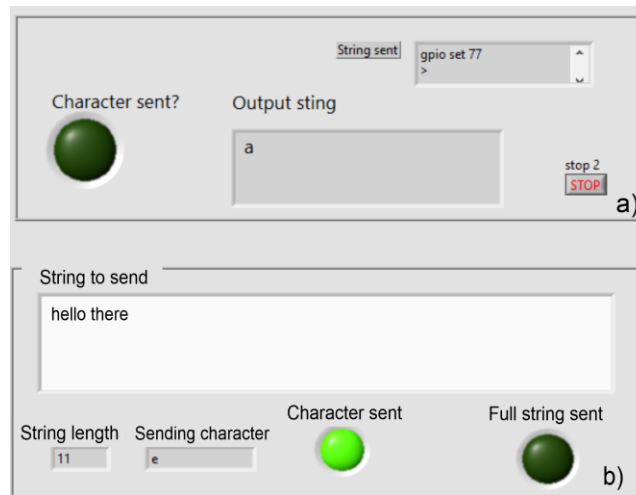 String sent
gpio set 77
>
Character sent?
Output sting
a
stop 2
STOP
a)
String to send
hello there
Character sent
Full string sent
String length
Sending character
11
e
b)